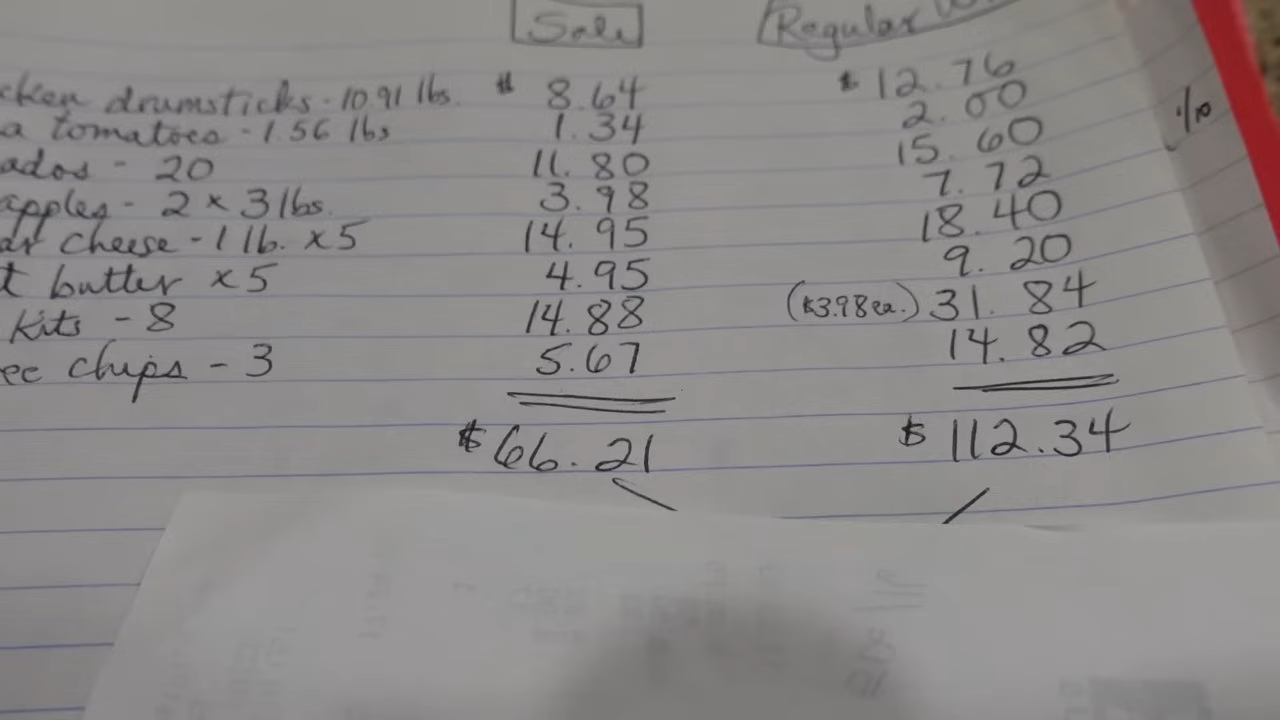 Sale Regular
cken drumsticks - 10.91 lbs. $ 8.64 $ 12.76
a tomatoes - 1.56 lbs 1.34 2.00
ados - 20 11.80 15.60
apples - 2 x 3 lbs. 3.98 7.72
ar cheese - 1 lb. x 5 14.95 18.40
t butter x 5 4.95 9.20
kits - 8 14.88 ($3.98 ea.) 31.84
ee chips - 3 5.67 14.82
$ 66.21 $ 112.34